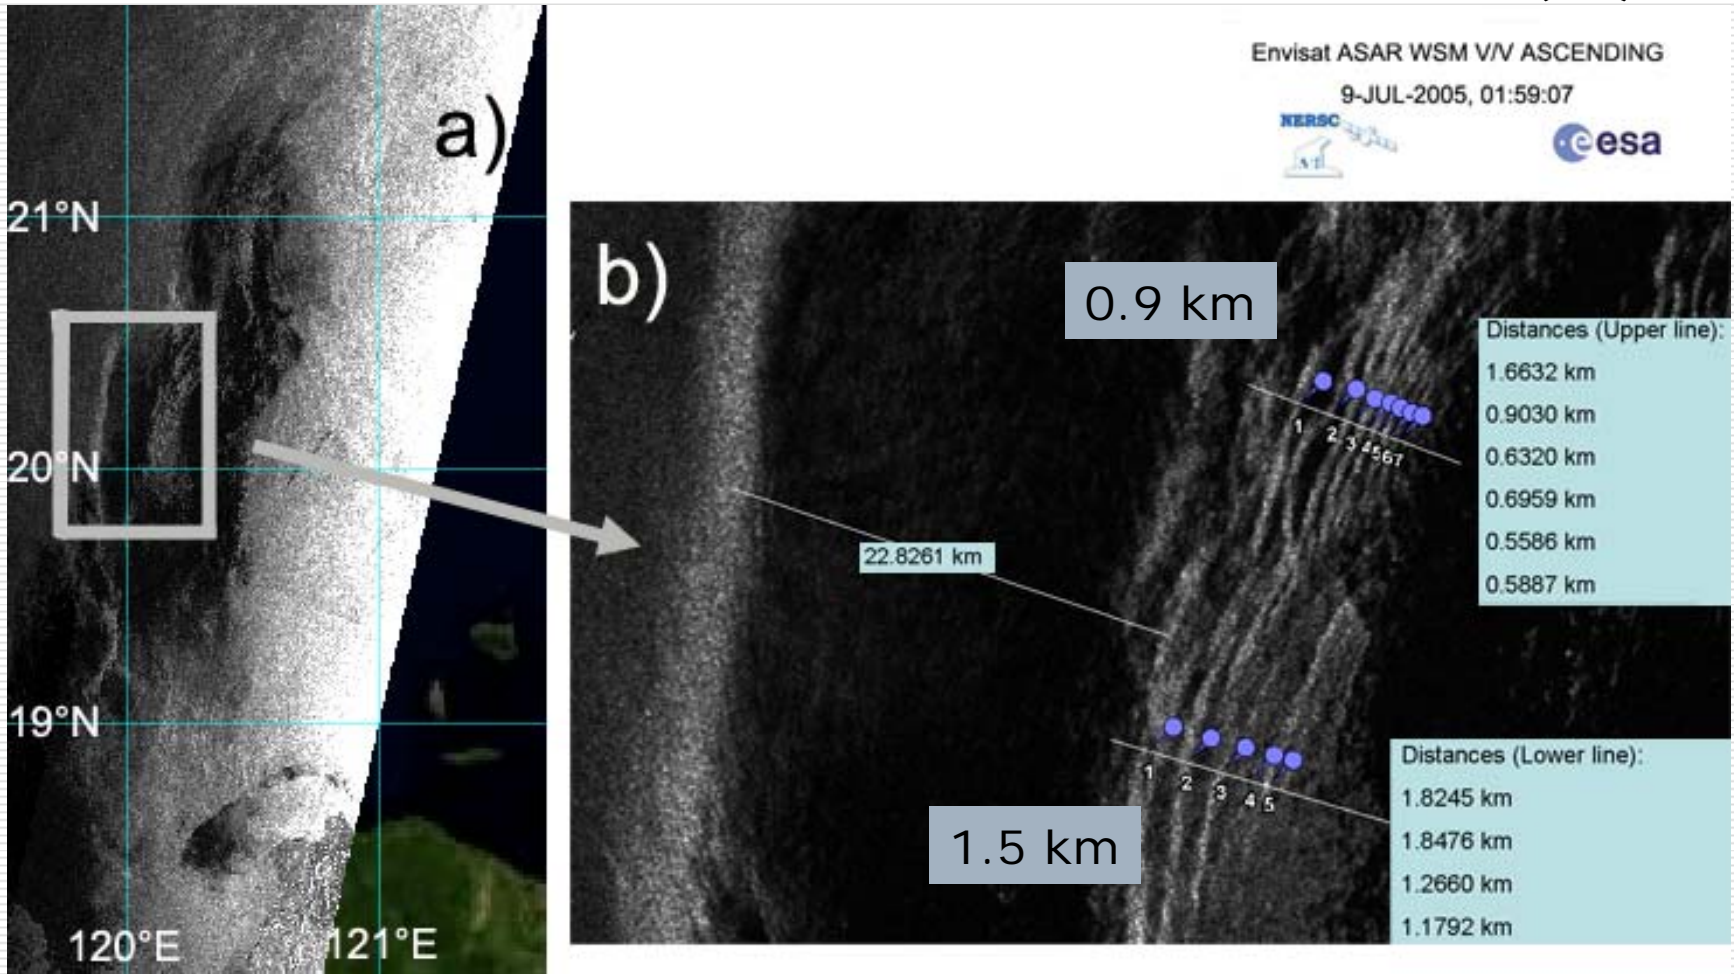 Envisat ASAR WSM V/V ASCENDING
9-JUL-2005, 01:59:07
NERSC
esa
a)
21°N
20°N
19°N
120°E
121°E
b)
0.9 km
Distances (Upper line):
1.6632 km
0.9030 km
0.6320 km
0.6959 km
0.5586 km
0.5887 km
1 2 3 4 5 6 7
22.8261 km
1 2 3 4 5
1.5 km
Distances (Lower line):
1.8245 km
1.8476 km
1.2660 km
1.1792 km